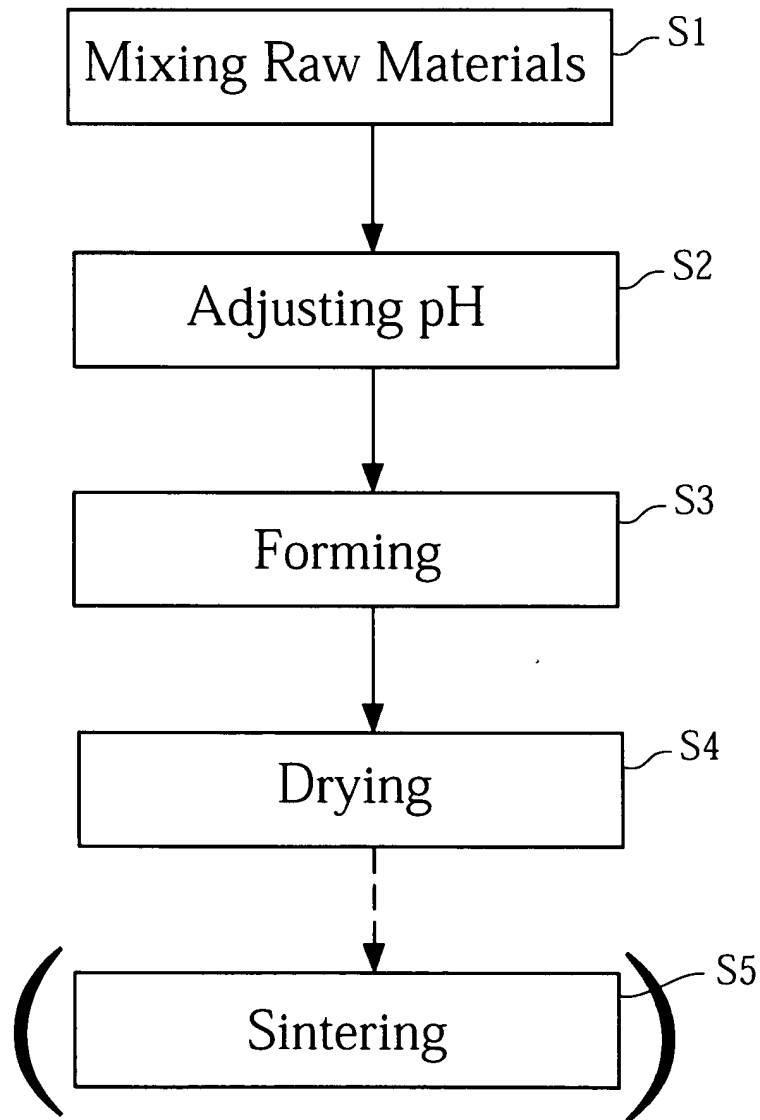 Mixing Raw Materials
S1
Adjusting pH
S2
Forming
S3
Drying
S4
( Sintering )
S5